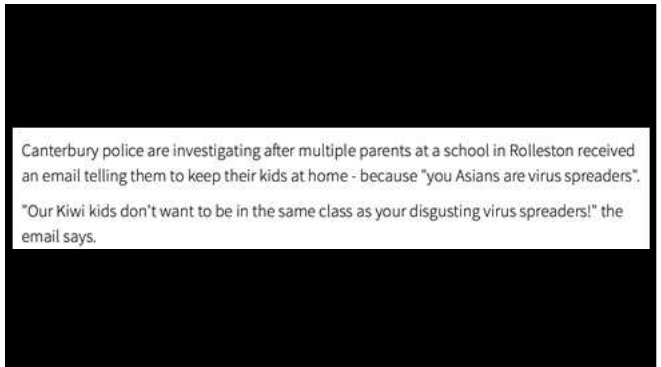 Canterbury police are investigating after multiple parents at a school in Rolleston received
an email telling them to keep their kids at home - because "you Asians are virus spreaders".
"Our Kiwi kids don't want to be in the same class as your disgusting virus spreaders!" the
email says.